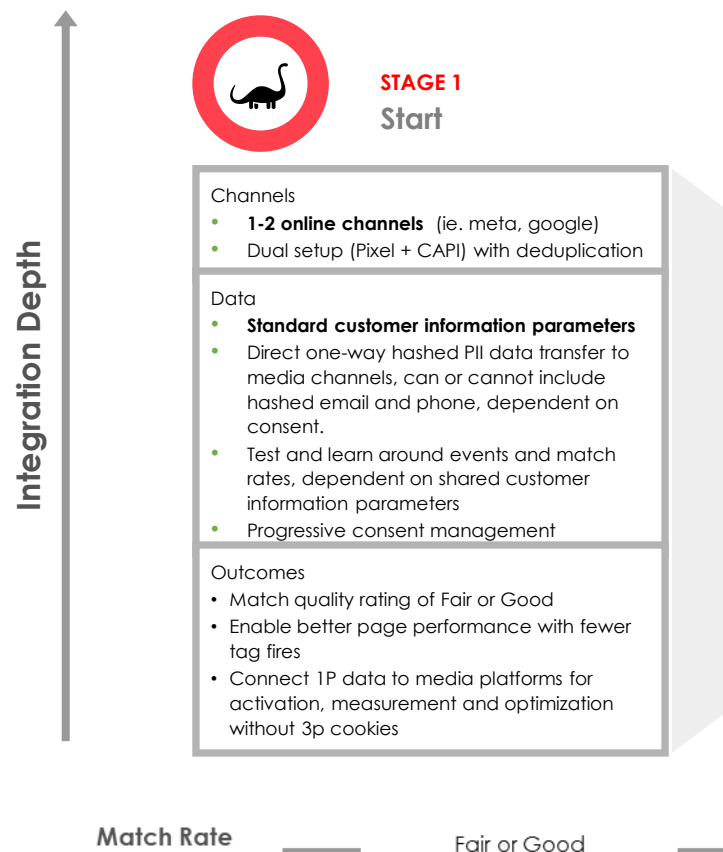 STAGE 1
Start
Integration Depth
Channels
• 1-2 online channels (ie. meta, google)
• Dual setup (Pixel + CAPI) with deduplication
Data
• Standard customer information parameters
• Direct one-way hashed PII data transfer to
media channels, can or cannot include
hashed email and phone, dependent on
consent.
• Test and learn around events and match
rates, dependent on shared customer
information parameters
• Progressive consent management
Outcomes
• Match quality rating of Fair or Good
• Enable better page performance with fewer
tag fires
• Connect 1P data to media platforms for
activation, measurement and optimization
without 3p cookies
Match Rate
Fair or Good